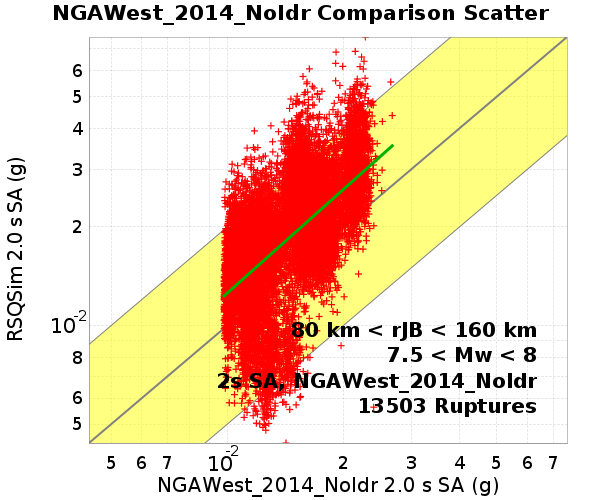 NGAWest_2014_NoIdr Comparison Scatter
RSQSim 2.0 s SA (g)
6
5
4
3
2
10-2
8
7
6
5
80 km < rJB < 160 km
7.5 < Mw < 8
2s SA, NGAWest_2014_NoIdr
13503 Ruptures
5 6 7 10-2 2 3 4 5 6 7
NGAWest_2014_NoIdr 2.0 s SA (g)